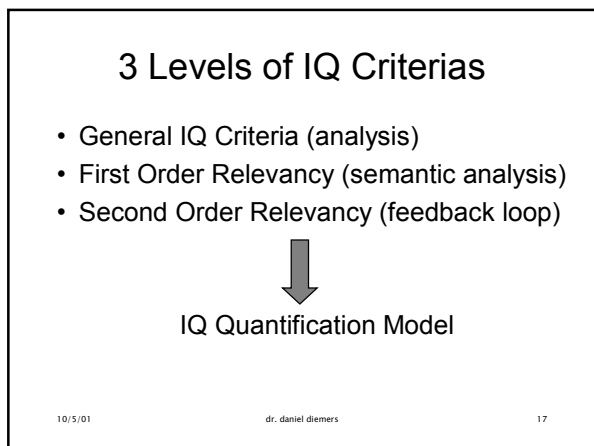 3 Levels of IQ Criterias
• General IQ Criteria (analysis)
• First Order Relevancy (semantic analysis)
• Second Order Relevancy (feedback loop)
IQ Quantification Model
10/5/01 dr. daniel diemers 17